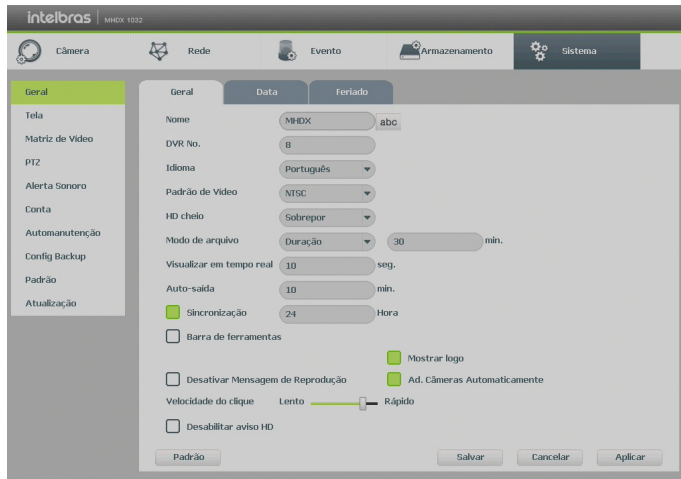 intelbras MHDX 1032
Câmera Rede Evento Armazenamento Sistema
Geral
Tela
Matriz de Vídeo
PTZ
Alerta Sonoro
Conta
Automanutenção
Config Backup
Padrão
Atualização
Geral Data Feriado
Nome MHDX abc
DVR No. 8
Idioma Português
Padrão de Vídeo NTSC
HD cheio Sobrepor
Modo de arquivo Duração 30 min.
Visualizar em tempo real 10 seg.
Auto-saída 10 min.
Sincronização 24 Hora
Barra de ferramentas
Mostrar logo
Desativar Mensagem de Reprodução Ad. Câmeras Automaticamente
Velocidade do clique Lento Rápido
Desabilitar aviso HD
Padrão Salvar Cancelar Aplicar